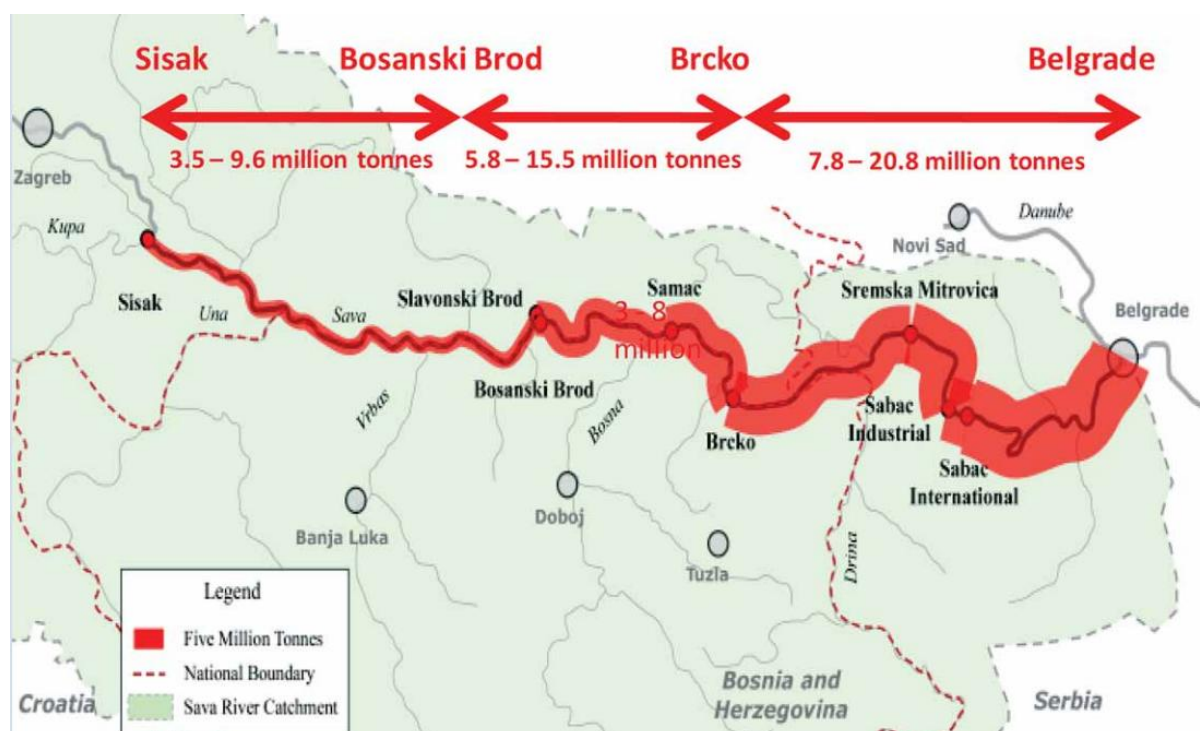 Sisak
Bosanski Brod
Brcko
Belgrade
3.5 – 9.6 million tonnes
5.8 – 15.5 million tonnes
7.8 – 20.8 million tonnes
Zagreb
Kupa
Danube
Novi Sad
Sisak
Una
Sava
Slavonski Brod
Samac
3 – 8
million
Sremska Mitrovica
Belgrade
Bosanski Brod
Vrbas
Bosna
Brcko
Sabac
Industrial
Sabac
International
Banja Luka
Doboj
Tuzla
Drina
Legend
Five Million Tonnes
National Boundary
Sava River Catchment
Croatia
Bosnia and
Herzegovina
Serbia